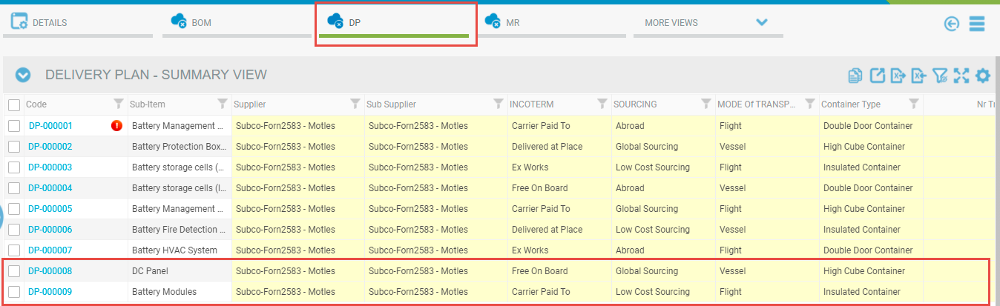 DETAILS BOM DP MR MORE VIEWS
DELIVERY PLAN - SUMMARY VIEW
Code Sub-Item Supplier Sub Supplier INCOTERM SOURCING MODE Of TRANSP... Container Type Nr Tr
DP-000001 Battery Management ... Subco-Forn2583 - Motles Subco-Forn2583 - Motles Carrier Paid To Abroad Flight Double Door Container
DP-000002 Battery Protection Box... Subco-Forn2583 - Motles Subco-Forn2583 - Motles Delivered at Place Global Sourcing Vessel High Cube Container
DP-000003 Battery storage cells (... Subco-Forn2583 - Motles Subco-Forn2583 - Motles Ex Works Low Cost Sourcing Flight Insulated Container
DP-000004 Battery storage cells (l... Subco-Forn2583 - Motles Subco-Forn2583 - Motles Free On Board Abroad Vessel Double Door Container
DP-000005 Battery Management ... Subco-Forn2583 - Motles Subco-Forn2583 - Motles Carrier Paid To Global Sourcing Flight High Cube Container
DP-000006 Battery Fire Detection ... Subco-Forn2583 - Motles Subco-Forn2583 - Motles Delivered at Place Low Cost Sourcing Vessel Insulated Container
DP-000007 Battery HVAC System Subco-Forn2583 - Motles Subco-Forn2583 - Motles Ex Works Abroad Flight Double Door Container
DP-000008 DC Panel Subco-Forn2583 - Motles Subco-Forn2583 - Motles Free On Board Global Sourcing Vessel High Cube Container
DP-000009 Battery Modules Subco-Forn2583 - Motles Subco-Forn2583 - Motles Carrier Paid To Low Cost Sourcing Flight Insulated Container